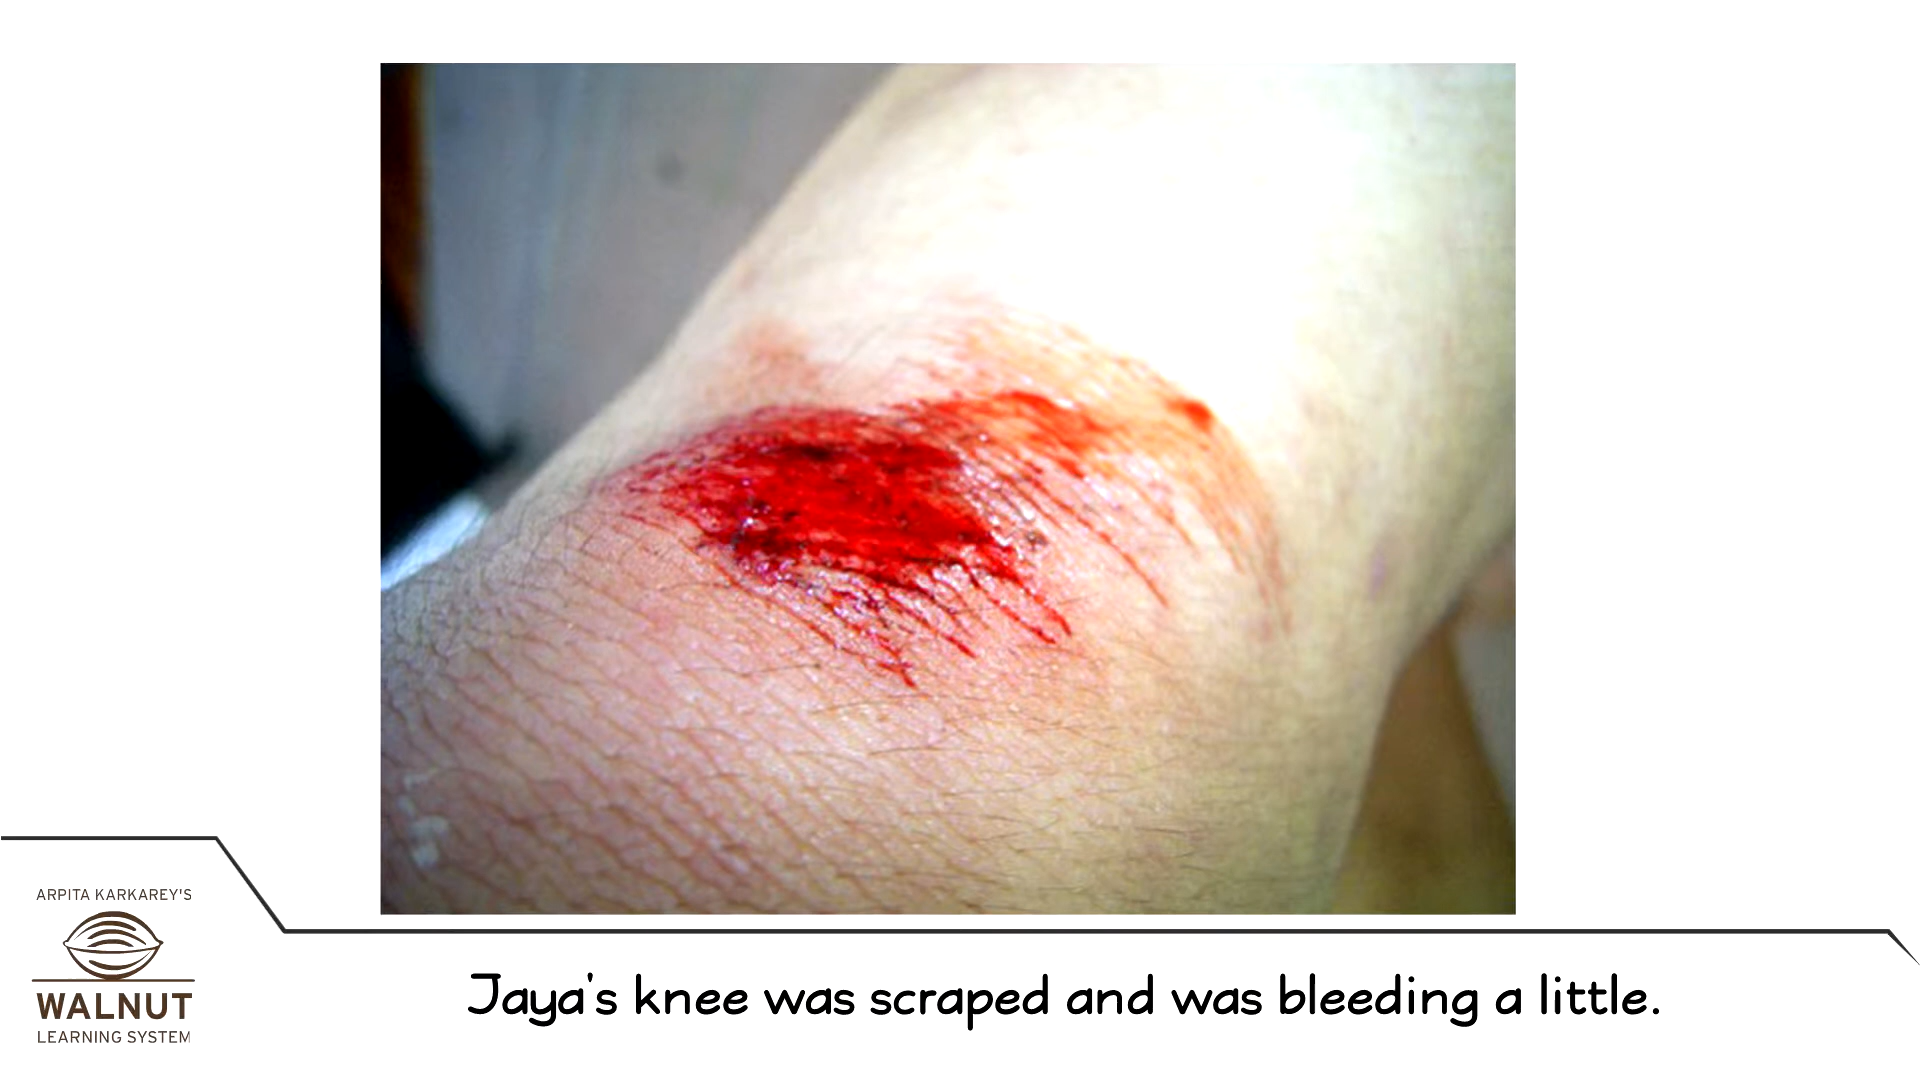 ARPITA KARKAREY'S
WALNUT
LEARNING SYSTEM
Jaya's knee was scraped and was bleeding a little.